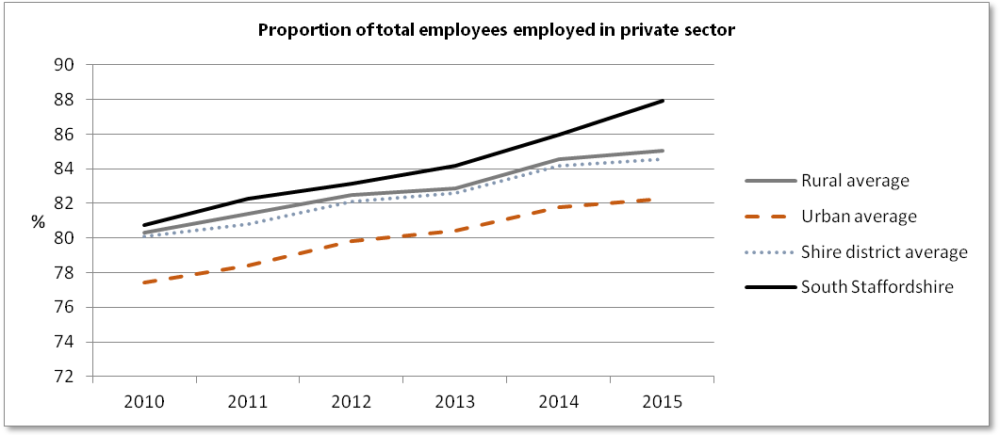 Proportion of total employees employed in private sector
90
88
86
84
82
80
78
76
74
72
%
2010 2011 2012 2013 2014 2015
Rural average
Urban average
Shire district average
South Staffordshire